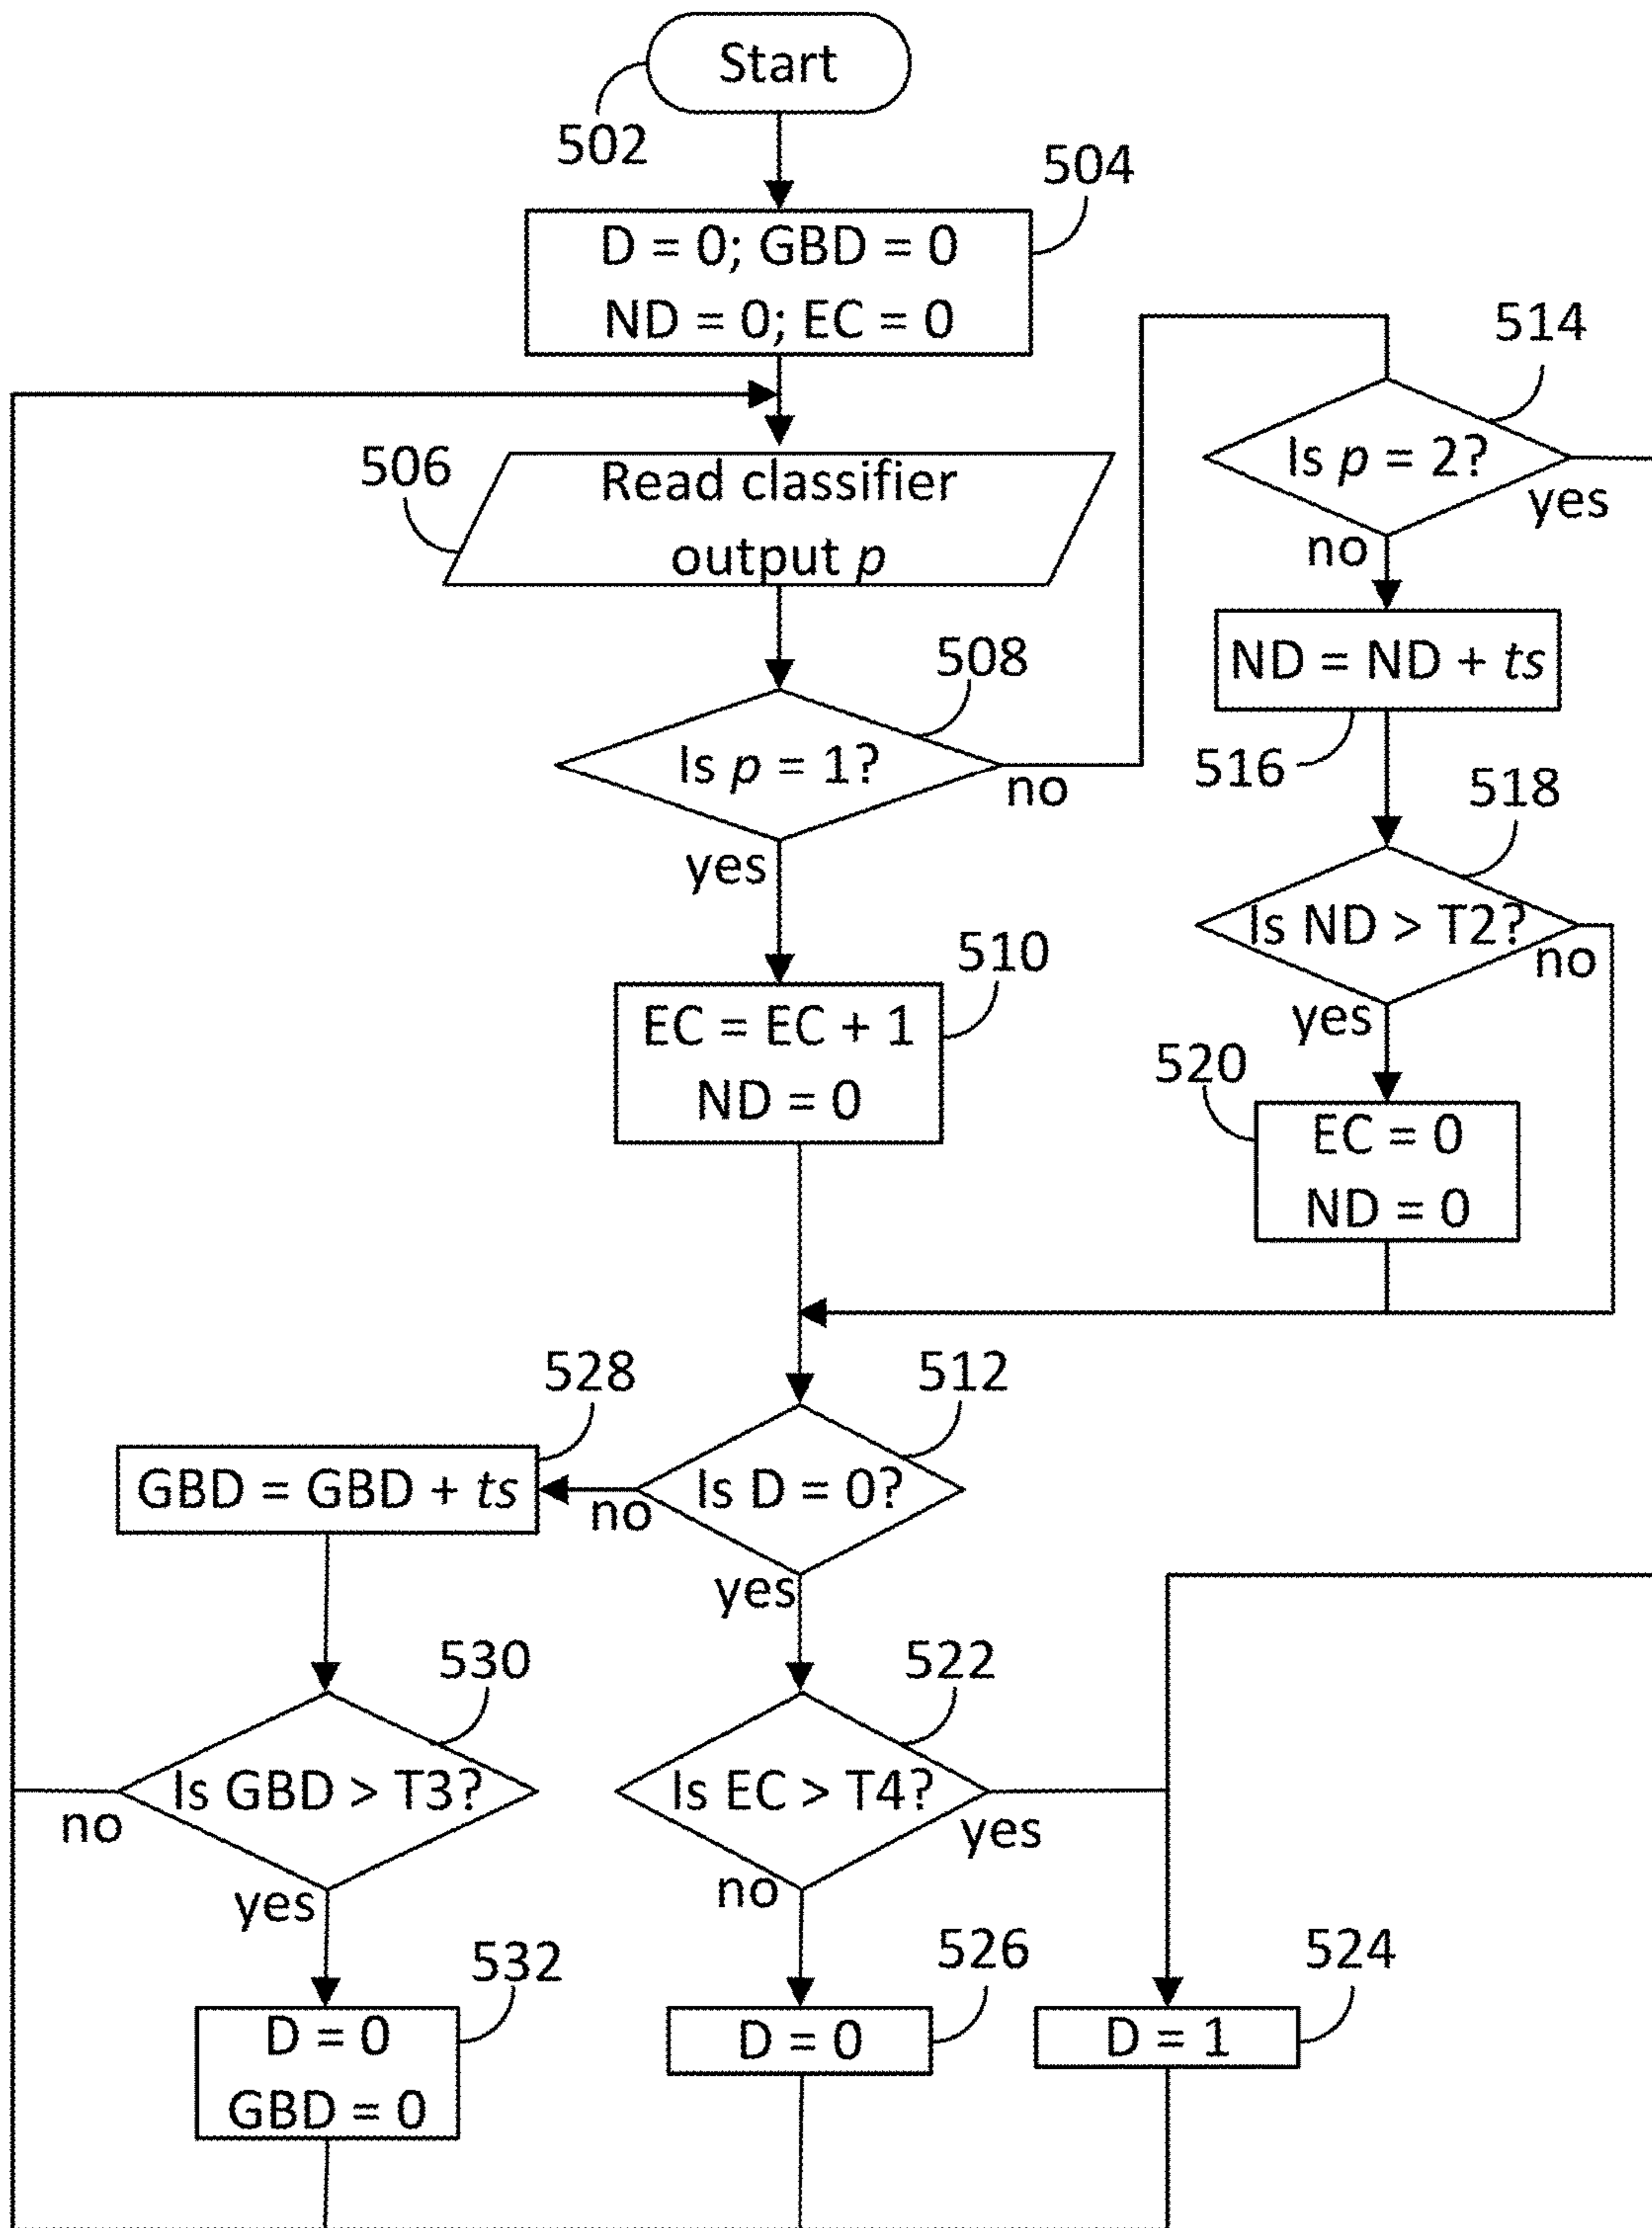 Start
502
504
D = 0; GBD = 0
ND = 0; EC = 0
506
Read classifier
output p
508
Is p = 1?
no
yes
510
EC = EC + 1
ND = 0
514
Is p = 2?
yes
no
ND = ND + ts
516
518
Is ND > T2?
no
yes
520
EC = 0
ND = 0
512
Is D = 0?
no
yes
528
GBD = GBD + ts
530
Is GBD > T3?
no
yes
532
D = 0
GBD = 0
522
Is EC > T4?
yes
no
526
D = 0
524
D = 1